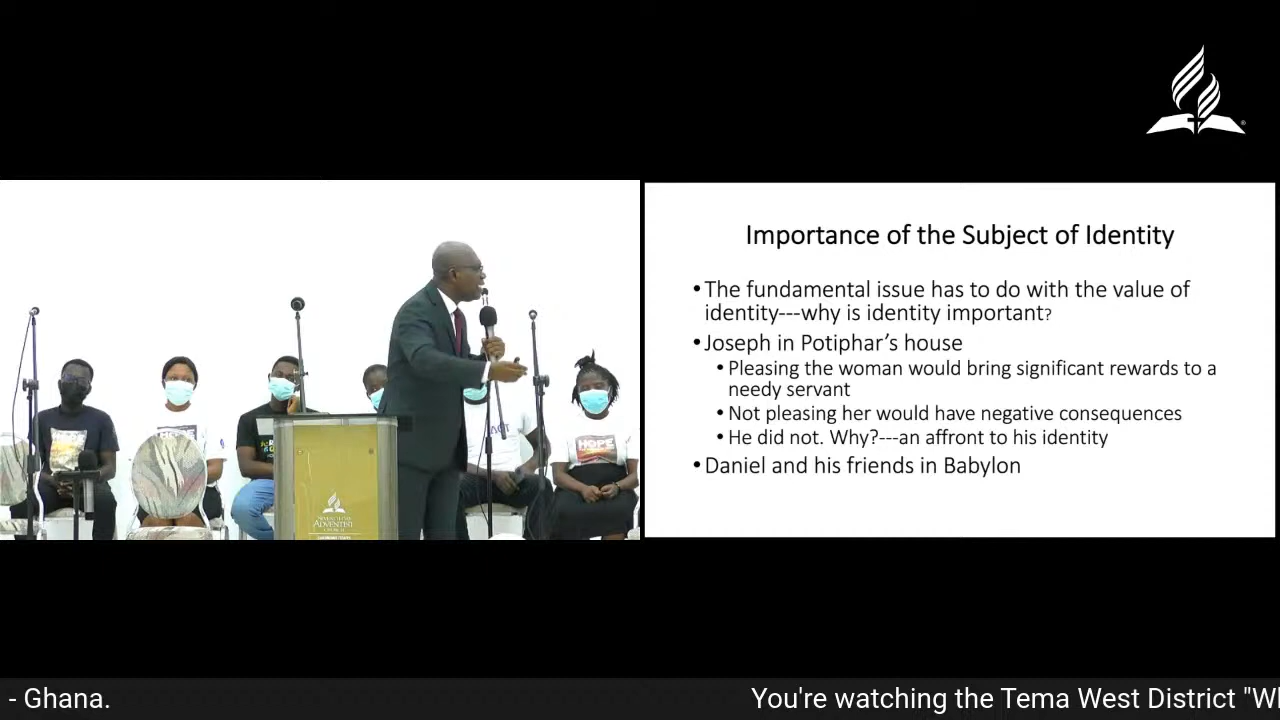 Importance of the Subject of Identity
•The fundamental issue has to do with the value of
identity---why is identity important?
•Joseph in Potiphar’s house
•Pleasing the woman would bring significant rewards to a
needy servant
•Not pleasing her would have negative consequences
•He did not. Why?---an affront to his identity
•Daniel and his friends in Babylon
HOPE
ADVENTIST
- Ghana.
You're watching the Tema West District "W